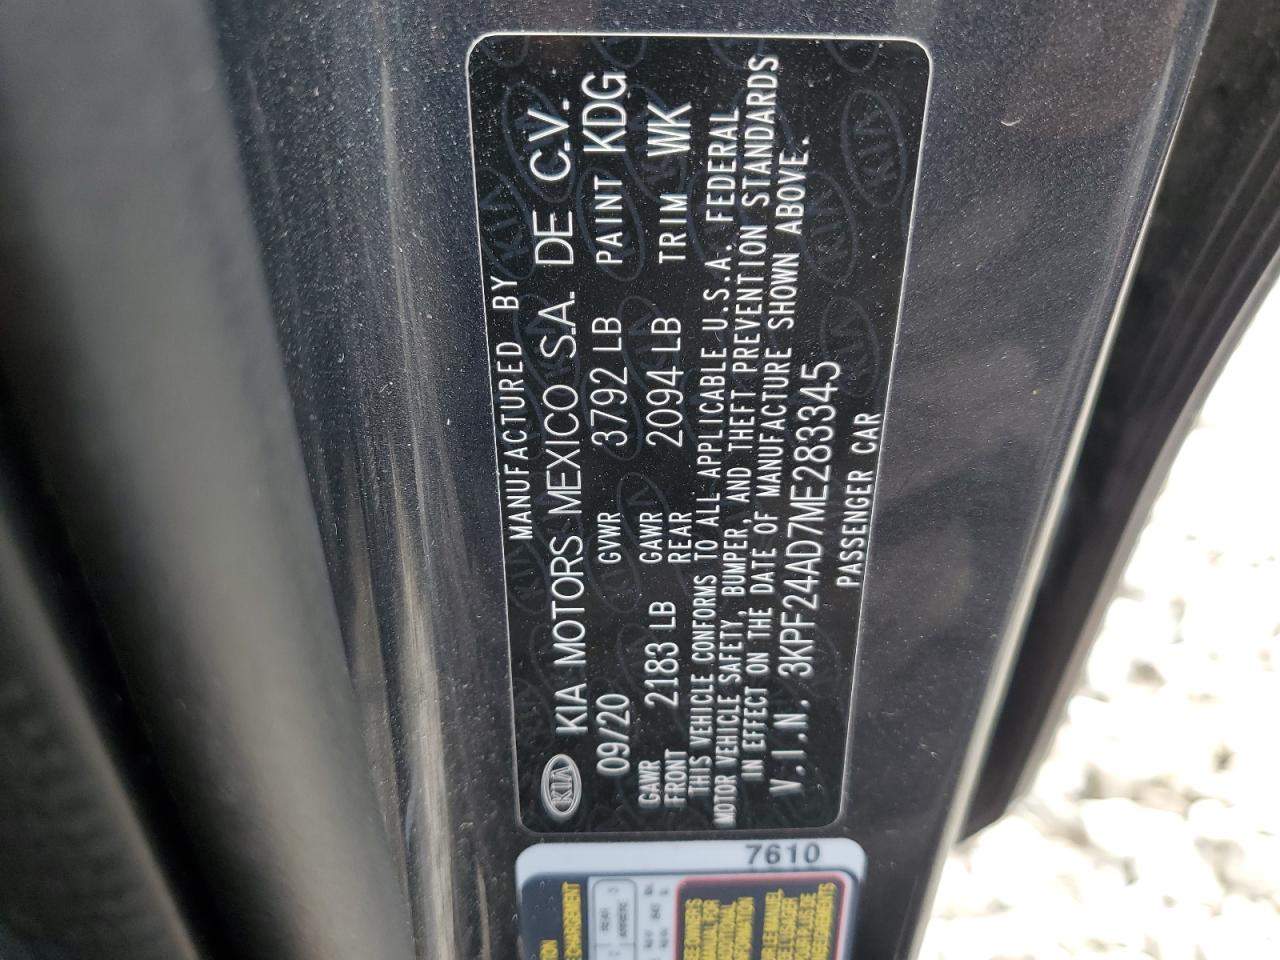 MANUFACTURED BY
KIA KIA MOTORS MEXICO S.A. DE C.V.
09/20 GVWR 3792 LB PAINT KDG
GAWR FRONT 2183 LB GAWR REAR 2094 LB TRIM WK
THIS VEHICLE CONFORMS TO ALL APPLICABLE U.S.A. FEDERAL
MOTOR VEHICLE SAFETY, BUMPER, AND THEFT PREVENTION STANDARDS
IN EFFECT ON THE DATE OF MANUFACTURE SHOWN ABOVE.
V.I.N. 3KPF24AD7ME283345
PASSENGER CAR
7610